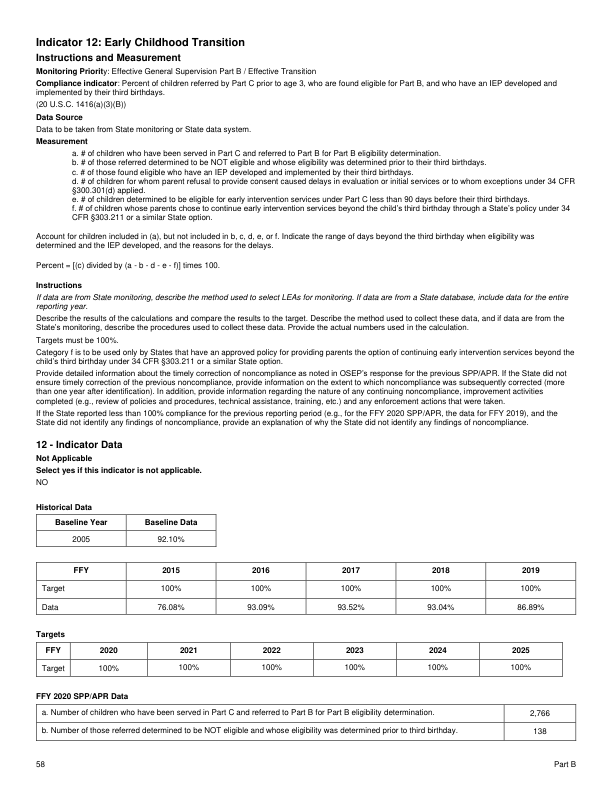 Indicator 12: Early Childhood Transition
Instructions and Measurement
Monitoring Priority: Effective General Supervision Part B / Effective Transition
Compliance indicator: Percent of children referred by Part C prior to age 3, who are found eligible for Part B, and who have an IEP developed and
implemented by their third birthdays.
(20 U.S.C. 1416(a)(3)(B))
Data Source
Data to be taken from State monitoring or State data system.
Measurement
a. # of children who have been served in Part C and referred to Part B for Part B eligibility determination.
b. # of those referred determined to be NOT eligible and whose eligibility was determined prior to their third birthdays.
c. # of those found eligible who have an IEP developed and implemented by their third birthdays.
d. # of children for whom parent refusal to provide consent caused delays in evaluation or initial services or to whom exceptions under 34 CFR
§300.301(d) applied.
e. # of children determined to be eligible for early intervention services under Part C less than 90 days before their third birthdays.
f. # of children whose parents chose to continue early intervention services beyond the child's third birthday through a State's policy under 34
CFR §303.211 or a similar State option.
Account for children included in (a), but not included in b, c, d, e, or f. Indicate the range of days beyond the third birthday when eligibility was
determined and the IEP developed, and the reasons for the delays.
Percent = [(c) divided by (a - b - d - e - f)] times 100.
Instructions
If data are from State monitoring, describe the method used to select LEAs for monitoring. If data are from a State database, include data for the entire
reporting year.
Describe the results of the calculations and compare the results to the target. Describe the method used to collect these data, and if data are from the
State's monitoring, describe the procedures used to collect these data. Provide the actual numbers used in the calculation.
Targets must be 100%.
Category f is to be used only by States that have an approved policy for providing parents the option of continuing early intervention services beyond the
child's third birthday under 34 CFR §303.211 or a similar State option.
Provide detailed information about the timely correction of noncompliance as noted in OSEP's response for the previous SPP/APR. If the State did not
ensure timely correction of the previous noncompliance, provide information on the extent to which noncompliance was subsequently corrected (more
than one year after identification). In addition, provide information regarding the nature of any continuing noncompliance, improvement activities
completed (e.g., review of policies and procedures, technical assistance, training, etc.) and any enforcement actions that were taken.
If the State reported less than 100% compliance for the previous reporting period (e.g., for the FFY 2020 SPP/APR, the data for FFY 2019), and the
State did not identify any findings of noncompliance, provide an explanation of why the State did not identify any findings of noncompliance.
12 - Indicator Data
Not Applicable
Select yes if this indicator is not applicable.
NO
Historical Data
Baseline Year Baseline Data
2005 92.10%
FFY 2015 2016 2017 2018 2019
Target 100% 100% 100% 100% 100%
Data 76.08% 93.09% 93.52% 93.04% 86.89%
Targets
FFY 2020 2021 2022 2023 2024 2025
Target 100% 100% 100% 100% 100% 100%
FFY 2020 SPP/APR Data
a. Number of children who have been served in Part C and referred to Part B for Part B eligibility determination. 2,766
b. Number of those referred determined to be NOT eligible and whose eligibility was determined prior to third birthday. 138
58 Part B